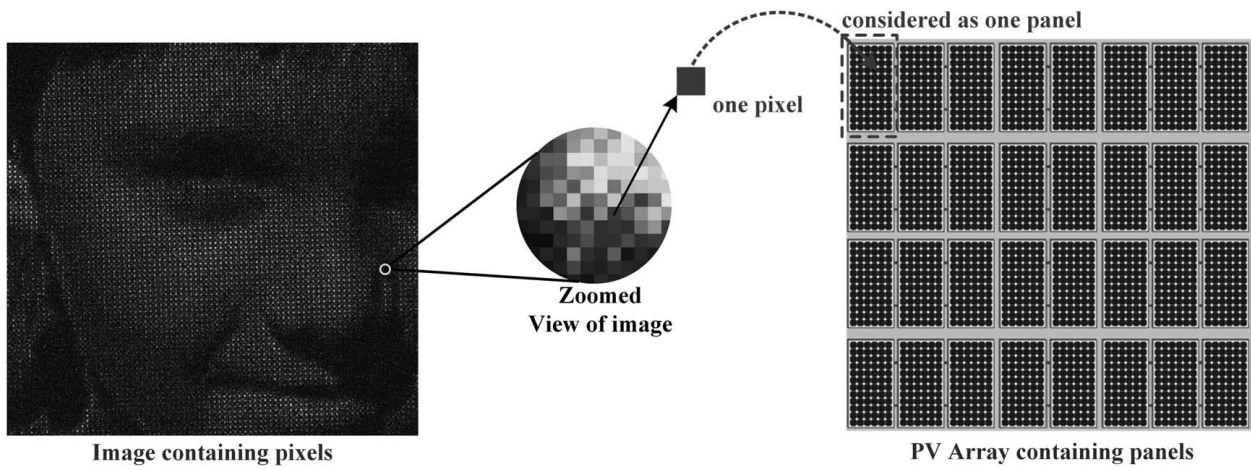 considered as one panel
one pixel
Zoomed
View of image
Image containing pixels
PV Array containing panels